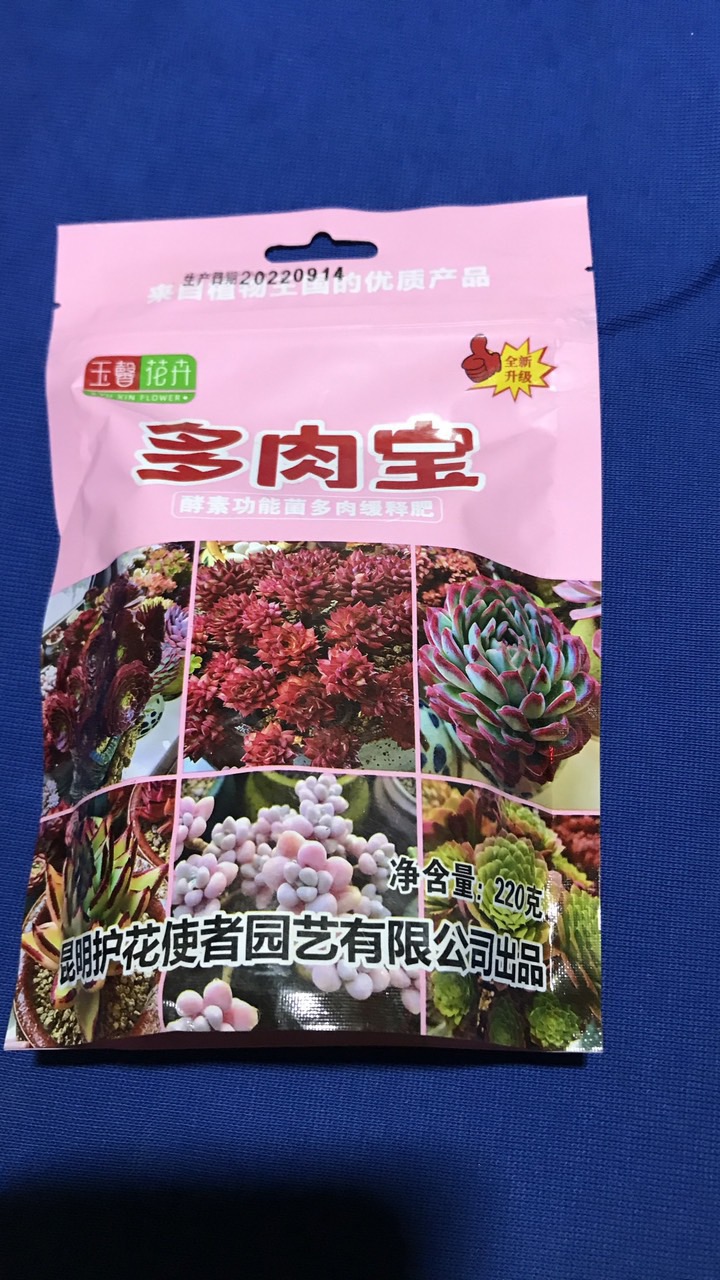 生产日期20220914
来自植物王国的优质产品
玉馨花卉
XIN FLOWER
全新
升级
多肉宝
酵素功能菌多肉缓释肥
净含量：220克
昆明护花使者园艺有限公司出品